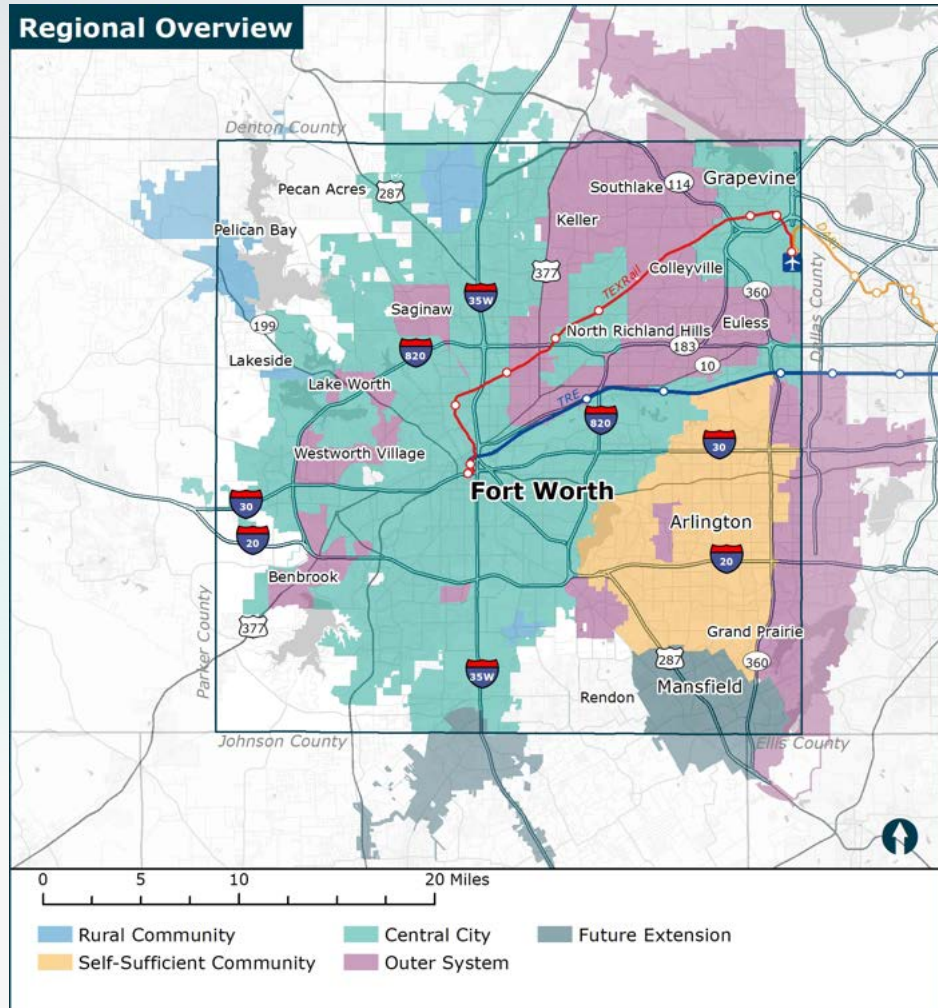 Regional Overview
Denton County
Pecan Acres
287
Southlake
114
Grapevine
Keller
Pelican Bay
377
Colleyville
DART
35W
TEXRail
360
Saginaw
199
North Richland Hills
Euless
Dallas County
820
183
Lakeside
10
Lake Worth
TRE
820
30
Westworth Village
Fort Worth
30
Arlington
20
20
Benbrook
377
Parker County
Grand Prairie
287
360
35W
Mansfield
Rendon
Johnson County
Ellis County
0 5 10 20 Miles
Rural Community
Central City
Future Extension
Self-Sufficient Community
Outer System